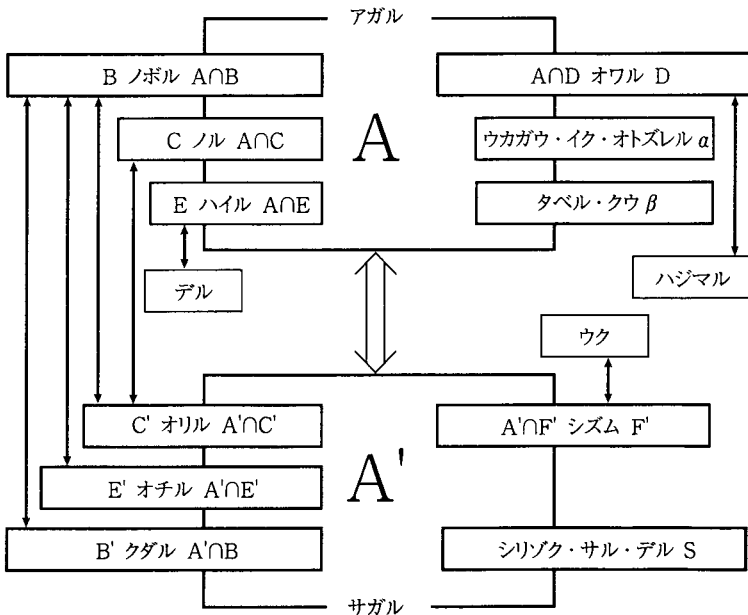 アガル
B ノボル A∩B
A∩D オワル D
C ノル A∩C
A
ウカガウ・イク・オトズレル α
E ハイル A∩E
タベル・クウ β
デル
ハジマル
ウク
C' オリル A'∩C'
A'∩F' シズム F'
E' オチル A'∩E'
A'
B' クダル A'∩B
シリゾク・サル・デル S
サガル